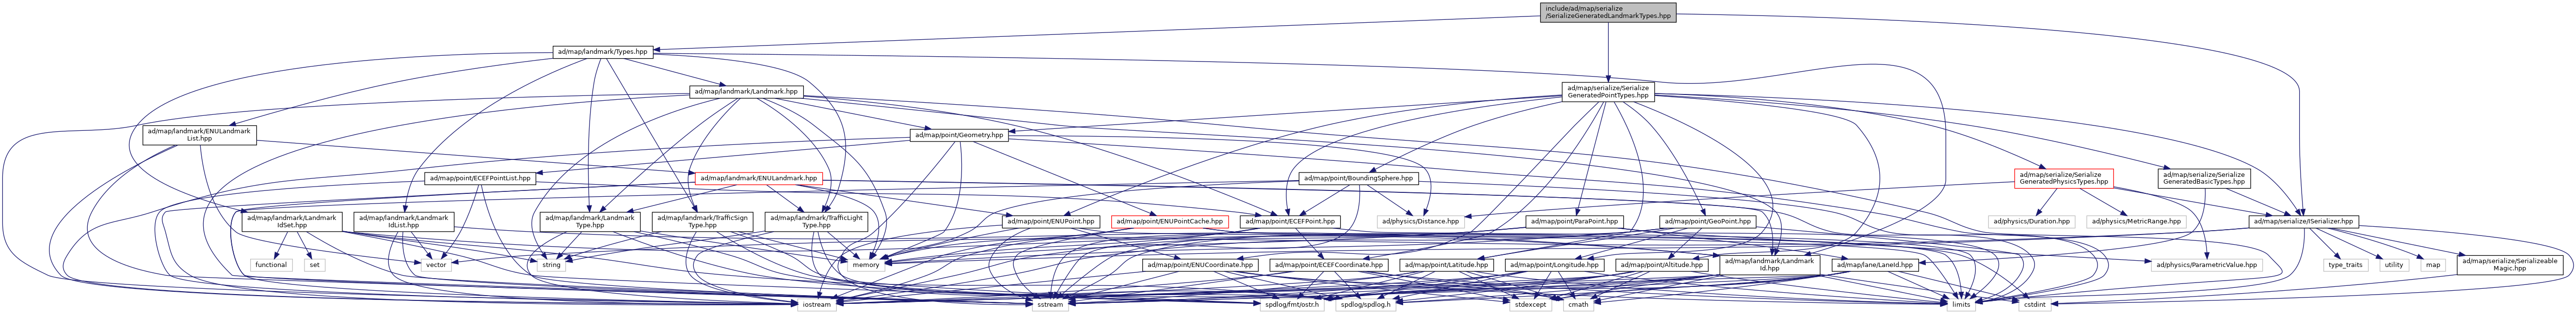 include/ad/map/serialize
/SerializeGeneratedLandmarkTypes.hpp
ad/map/landmark/Types.hpp
ad/map/landmark/Landmark.hpp
ad/map/serialize/Serialize
GeneratedPointTypes.hpp
ad/map/landmark/ENULandmark
List.hpp
ad/map/point/Geometry.hpp
ad/map/point/ECEFPointList.hpp
ad/map/landmark/ENULandmark.hpp
ad/map/point/BoundingSphere.hpp
ad/map/serialize/Serialize
GeneratedPhysicsTypes.hpp
ad/map/serialize/Serialize
GeneratedBasicTypes.hpp
ad/map/landmark/Landmark
IdSet.hpp
ad/map/landmark/Landmark
IdList.hpp
ad/map/landmark/Landmark
Type.hpp
ad/map/landmark/TrafficSign
Type.hpp
ad/map/landmark/TrafficLight
Type.hpp
ad/map/point/ENUPoint.hpp
ad/map/point/ENUPointCache.hpp
ad/map/point/ECEFPoint.hpp
ad/physics/Distance.hpp
ad/map/point/ParaPoint.hpp
ad/map/point/GeoPoint.hpp
ad/physics/Duration.hpp
ad/physics/MetricRange.hpp
ad/map/serialize/ISerializer.hpp
functional
set
vector
string
memory
ad/map/point/ENUCoordinate.hpp
ad/map/point/ECEFCoordinate.hpp
ad/map/point/Latitude.hpp
ad/map/point/Longitude.hpp
ad/map/point/Altitude.hpp
ad/map/landmark/Landmark
Id.hpp
ad/map/lane/LaneId.hpp
ad/physics/ParametricValue.hpp
type_traits
utility
map
ad/map/serialize/Serializeable
Magic.hpp
iostream
sstream
spdlog/fmt/ostr.h
spdlog/spdlog.h
stdexcept
cmath
limits
cstdint